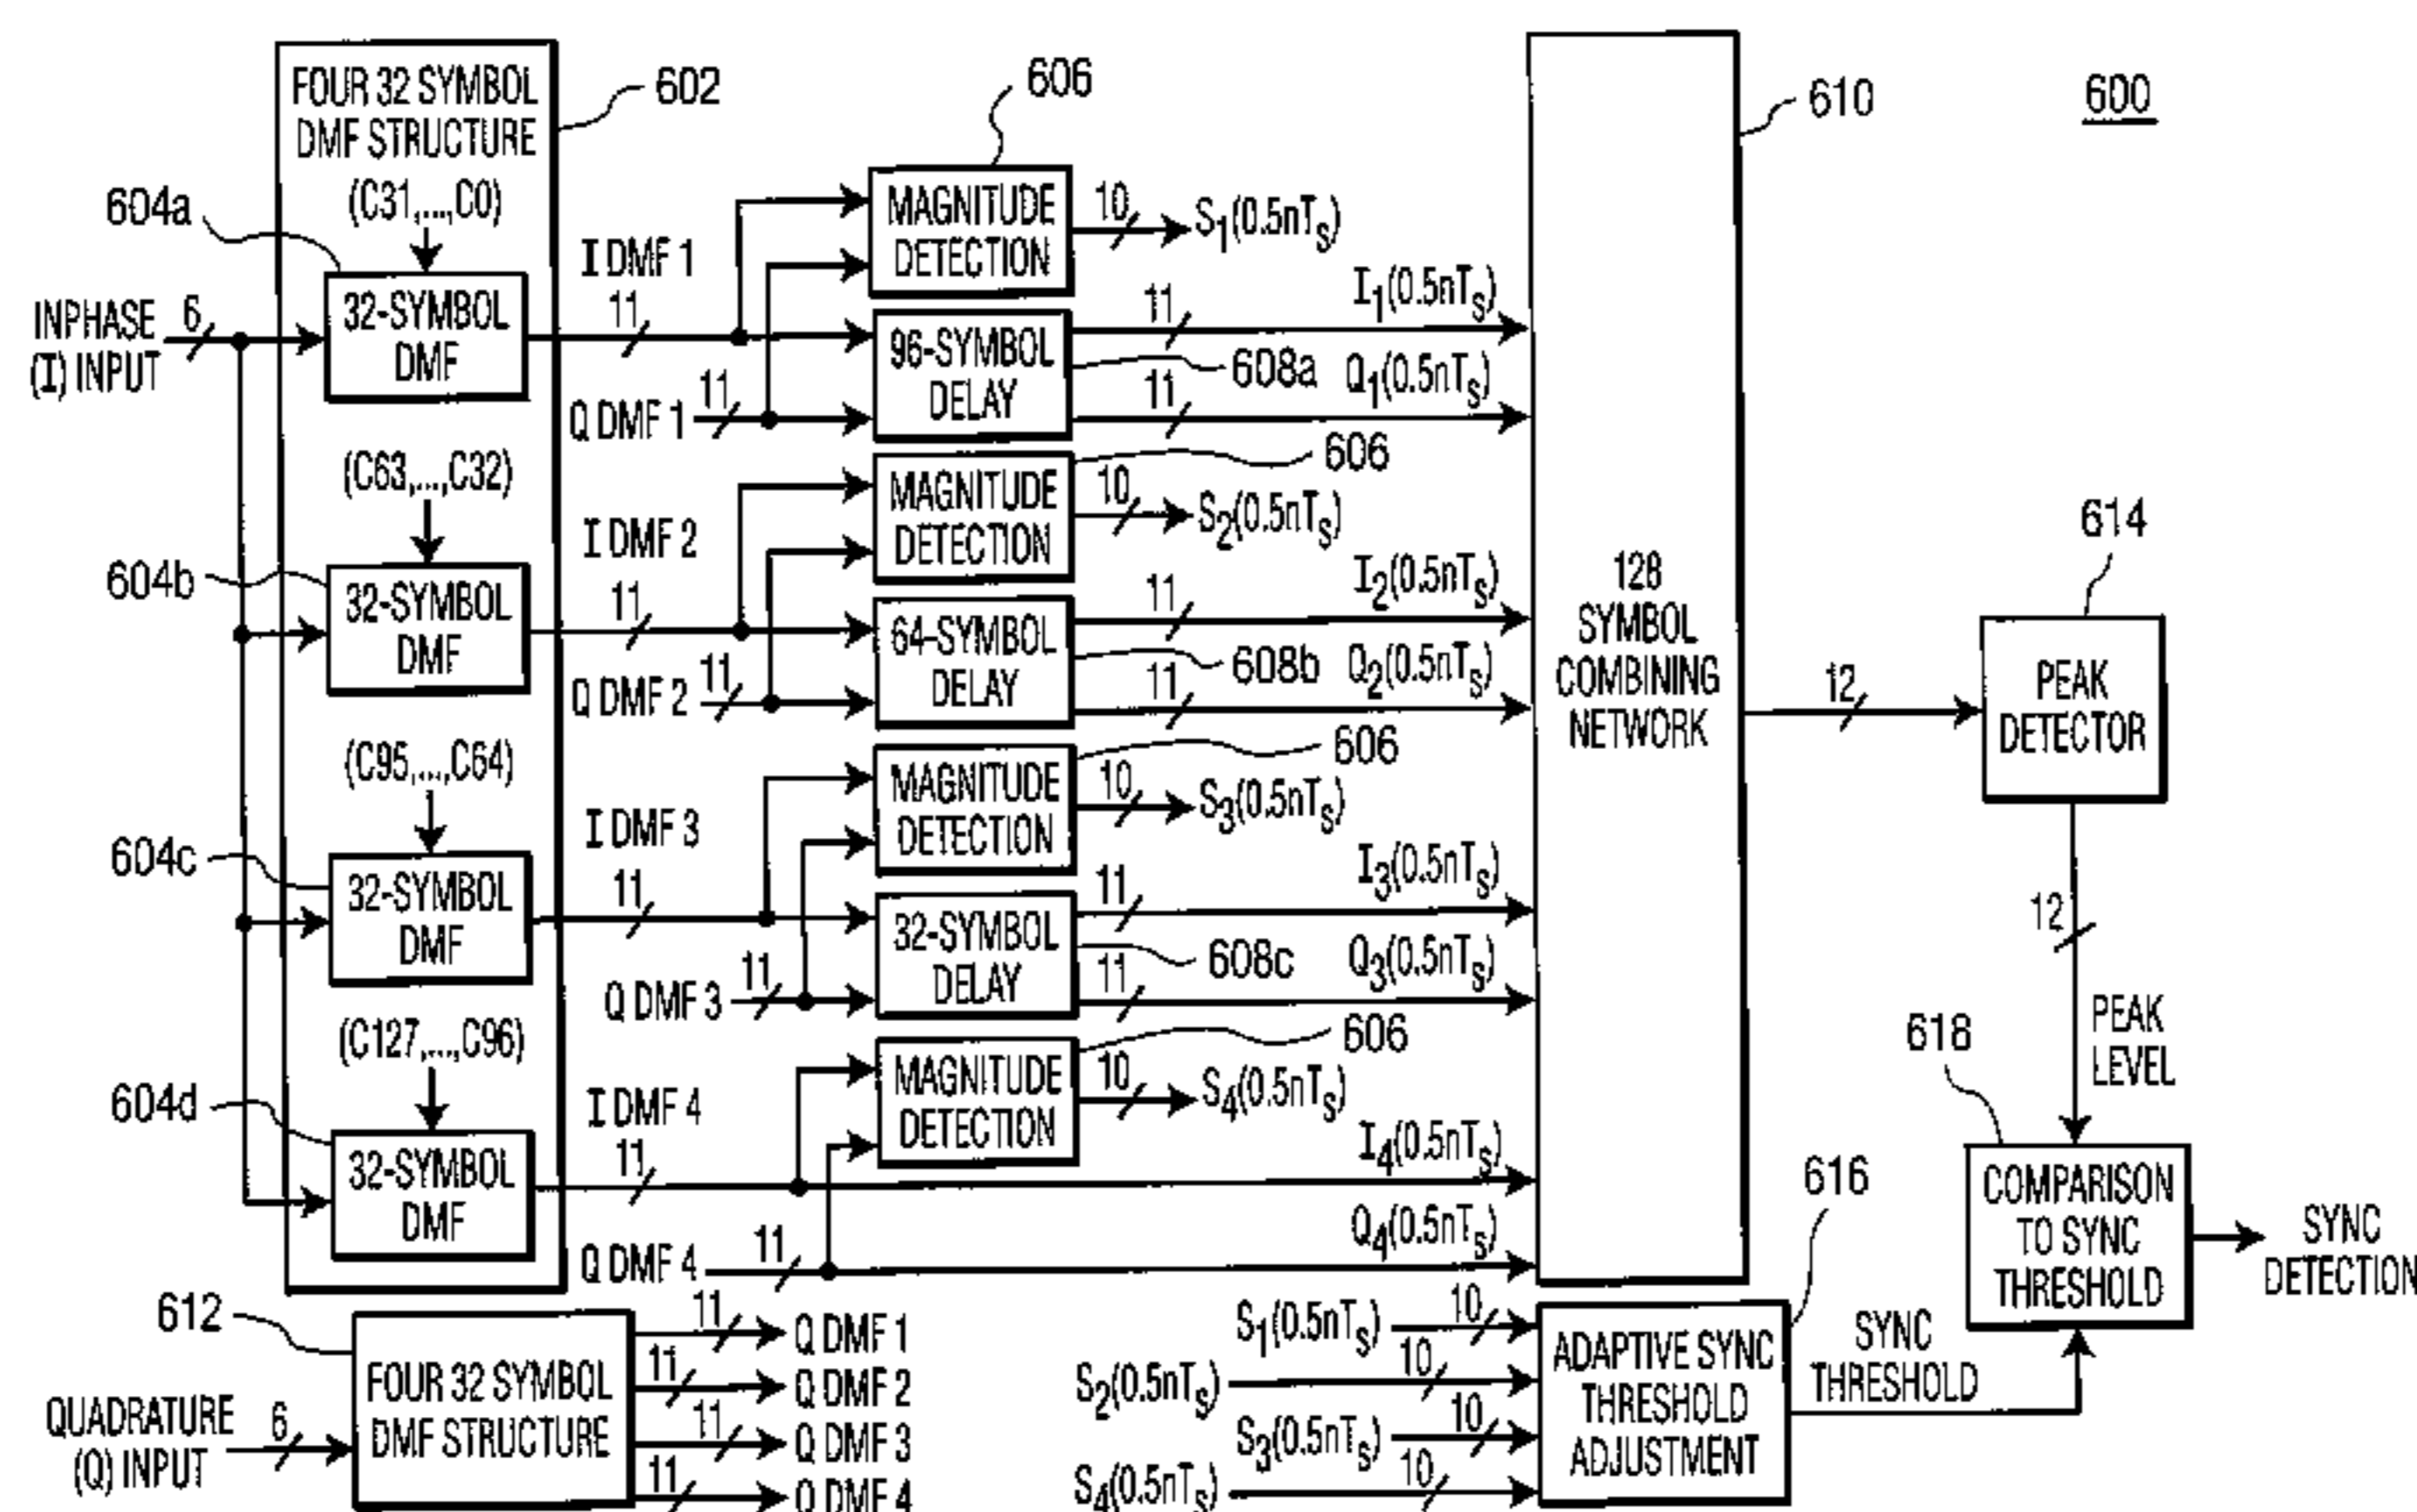 FOUR 32 SYMBOL
DMF STRUCTURE
(C31,...,C0)
602
606
610
600
604a
INPHASE
(I) INPUT
6
32-SYMBOL
DMF
I DMF 1
11
Q DMF 1
11
MAGNITUDE
DETECTION
10
S1(0.5nTs)
96-SYMBOL
DELAY
608a
11
I1(0.5nTs)
11
Q1(0.5nTs)
(C63,...,C32)
604b
32-SYMBOL
DMF
I DMF 2
11
Q DMF 2
11
606
MAGNITUDE
DETECTION
10
S2(0.5nTs)
64-SYMBOL
DELAY
608b
11
I2(0.5nTs)
11
Q2(0.5nTs)
(C95,...,C64)
604c
32-SYMBOL
DMF
I DMF 3
11
Q DMF 3
11
606
MAGNITUDE
DETECTION
10
S3(0.5nTs)
32-SYMBOL
DELAY
608c
11
I3(0.5nTs)
11
Q3(0.5nTs)
(C127,...,C96)
604d
32-SYMBOL
DMF
I DMF 4
11
Q DMF 4
11
606
MAGNITUDE
DETECTION
10
S4(0.5nTs)
I4(0.5nTs)
Q4(0.5nTs)
128
SYMBOL
COMBINING
NETWORK
12
614
PEAK
DETECTOR
12
PEAK
LEVEL
618
COMPARISON
TO SYNC
THRESHOLD
SYNC
DETECTION
612
QUADRATURE
(Q) INPUT
6
FOUR 32 SYMBOL
DMF STRUCTURE
11
Q DMF 1
11
Q DMF 2
11
Q DMF 3
11
Q DMF 4
S1(0.5nTs)
10
S2(0.5nTs)
10
S3(0.5nTs)
10
S4(0.5nTs)
10
616
ADAPTIVE SYNC
THRESHOLD
ADJUSTMENT
SYNC
THRESHOLD